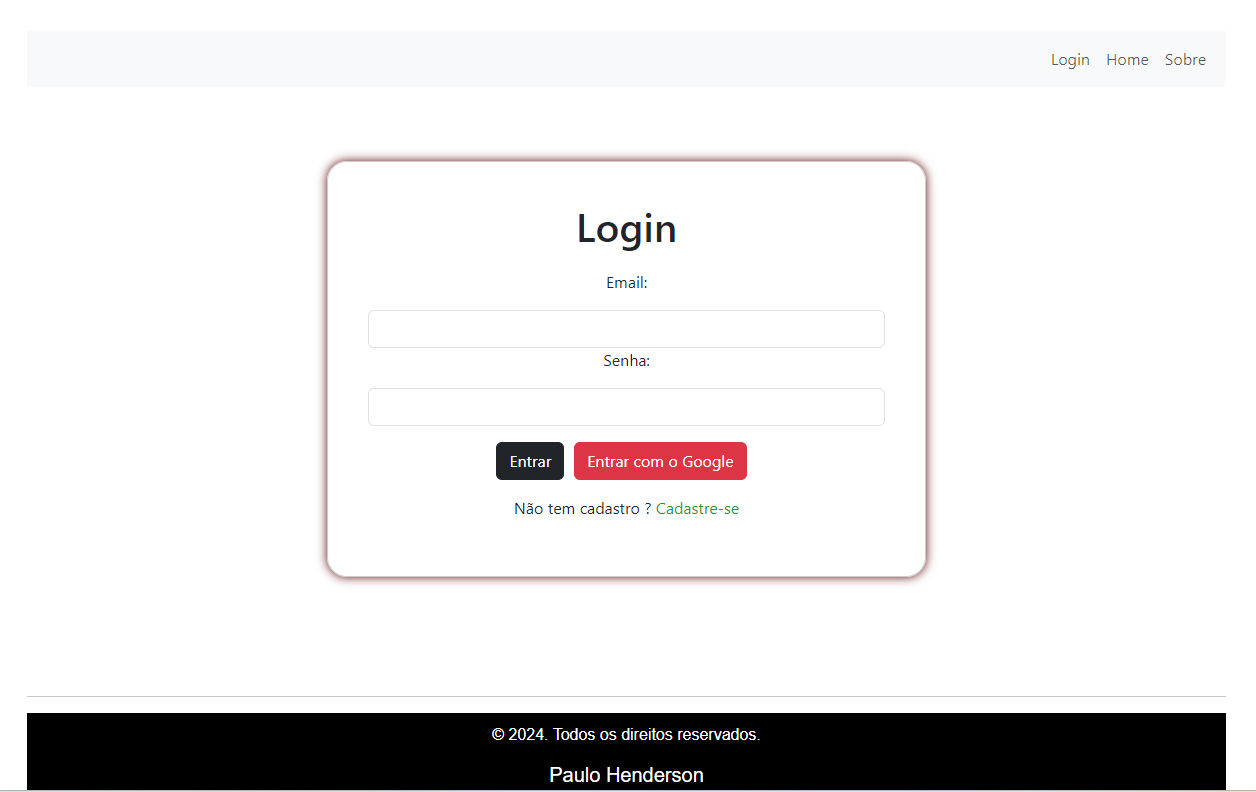 Login Home Sobre
Login
Email:
Senha:
Entrar Entrar com o Google
Não tem cadastro ? Cadastre-se
© 2024. Todos os direitos reservados.
Paulo Henderson